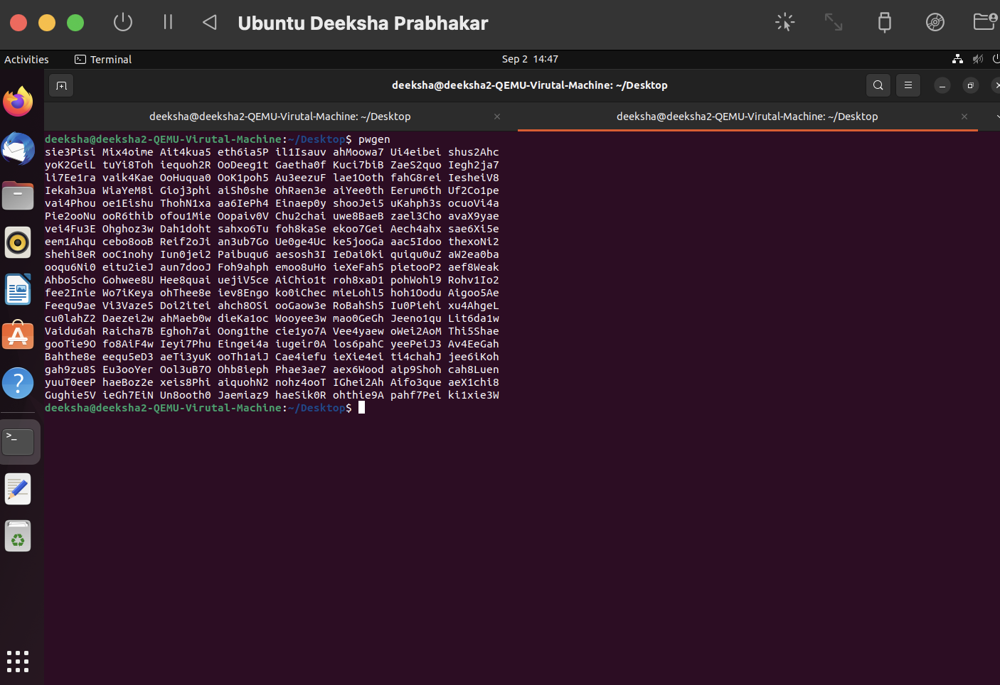 Ubuntu Deeksha Prabhakar
Activities Terminal Sep 2 14:47
deeksha@deeksha2-QEMU-Virutal-Machine: ~/Desktop
deeksha@deeksha2-QEMU-Virutal-Machine: ~/Desktop deeksha@deeksha2-QEMU-Virutal-Machine: ~/Desktop
deeksha@deeksha2-QEMU-Virutal-Machine:~/Desktop$ pwgen
sie3Pisi Mix4oime Ait4kua5 eth6ia5P il1Isauv ahMoowa7 Ui4eibei shus2Ahc
yoK2GeiL tuYi8Toh iequoh2R OoDeeg1t Gaetha0f Kuci7biB ZaeS2quo Iegh2ja7
li7Ee1ra vaik4Kae OoHuqua0 OoK1poh5 Au3eezuF lae1Ooth fahG8rei IesheiV8
Iekah3ua WiaYeM8i Gioj3phi aiSh0she OhRaen3e aiYee0th Eerum6th Uf2Co1pe
vai4Phou oe1Eishu ThohN1xa aa6IePh4 Einaep0y shooJei5 uKahph3s ocuoVi4a
Pie2ooNu ooR6thib ofou1Mie Oopaiv0V Chu2chai uwe8BaeB zael3Cho avaX9yae
vei4Fu3E Ohghoz3w Dah1doht sahxo6Tu foh8kaSe ekoo7Gei Aech4ahx sae6Xi5e
eem1Ahqu cebo8ooB Reif2oJi an3ub7Go Ue0ge4Uc ke5jooGa aac5Idoo thexoNi2
shehi8eR ooC1nohy Iun0jei2 Paibuqu6 aesosh3I IeDai0ki quiqu0uZ aW2ea0ba
ooqu6Ni0 eitu2ieJ aun7dooJ Foh9ahph emoo8uHo ieXeFah5 pietooP2 aef8Weak
Ahbo5cho Gohwee8U Hee8quai uejiV5ce AiChio1t roh8xaD1 pohWohl9 Rohv1Io2
fee2Inie Wo7iKeya ohThee8e iev8Engo ko0iChec mieLohl5 hoh1Oodu Aigoo5Ae
Feequ9ae Vi3Vaze5 Doi2itei ahch8OSi ooGaow3e RoBahSh5 Iu0Piehi xu4AhgeL
cu0lahZ2 Daezei2w ahMaeb0w dieKa1oc Wooyee3w mao0GeGh Jeeno1qu Lit6da1w
Vaidu6ah Raicha7B Eghoh7ai Oong1the cie1yo7A Vee4yaew oWei2AoM Thi5Shae
gooTie9O fo8AiF4w Ieyi7Phu Eingei4a iugeir0A los6pahC yeePeiJ3 Av4EeGah
Bahthe8e eequ5eD3 aeTi3yuK ooTh1aiJ Cae4iefu ieXie4ei ti4chahJ jee6iKoh
gah9zu8S Eu3ooYer Ool3uB7O Ohb8ieph Phae3ae7 aex6Wood aip9Shoh cah8Luen
yuuT0eeP haeBoz2e xeis8Phi aiquohN2 nohz4ooT IGhei2Ah Aifo3que aeX1chi8
Gughie5V ieGh7EiN Un8ooth0 Jaemiaz9 haeSik0R ohthie9A pahf7Pei ki1xie3W
deeksha@deeksha2-QEMU-Virutal-Machine:~/Desktop$